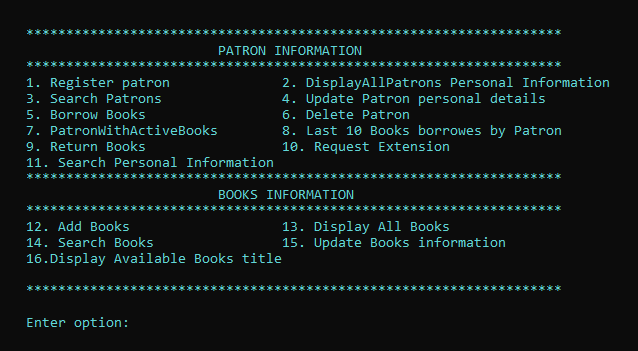 *******************************************************************
PATRON INFORMATION
*******************************************************************
1. Register patron 2. DisplayAllPatrons Personal Information
3. Search Patrons 4. Update Patron personal details
5. Borrow Books 6. Delete Patron
7. PatronWithActiveBooks 8. Last 10 Books borrowes by Patron
9. Return Books 10. Request Extension
11. Search Personal Information
*******************************************************************
BOOKS INFORMATION
*******************************************************************
12. Add Books 13. Display All Books
14. Search Books 15. Update Books information
16.Display Available Books title
*******************************************************************
Enter option: